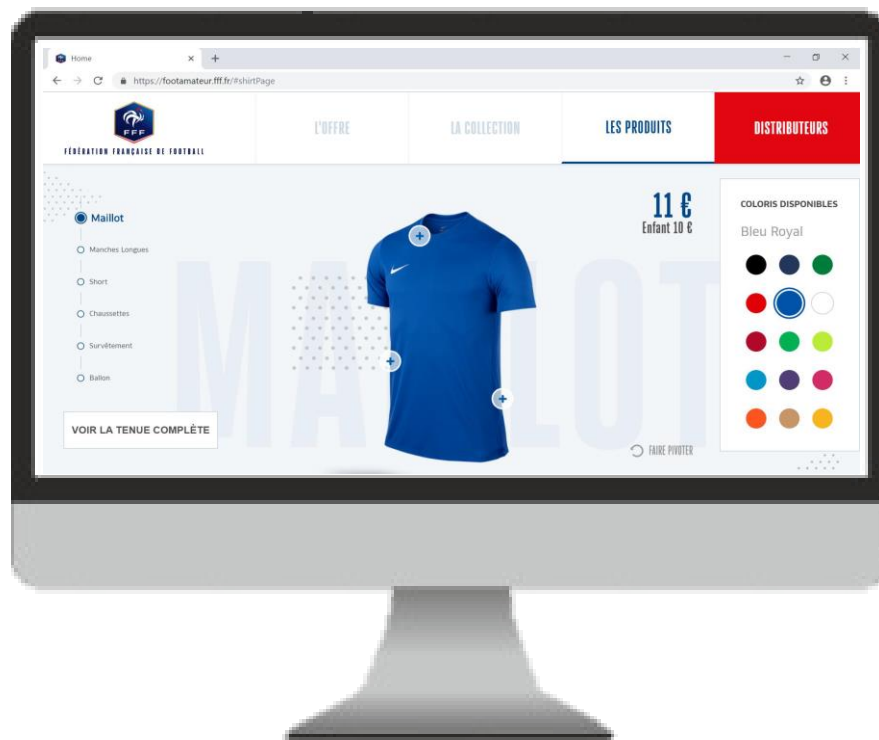 Home
https://footamateur.fff.fr/#shirtPage
FFF
FÉDÉRATION FRANÇAISE DE FOOTBALL
L'OFFRE
LA COLLECTION
LES PRODUITS
DISTRIBUTEURS
Maillot
Manches Longues
Short
Chaussettes
Survêtement
Ballon
VOIR LA TENUE COMPLÈTE
MAILLOT
11 €
Enfant 10 €
FAIRE PIVOTER
COLORIS DISPONIBLES
Bleu Royal